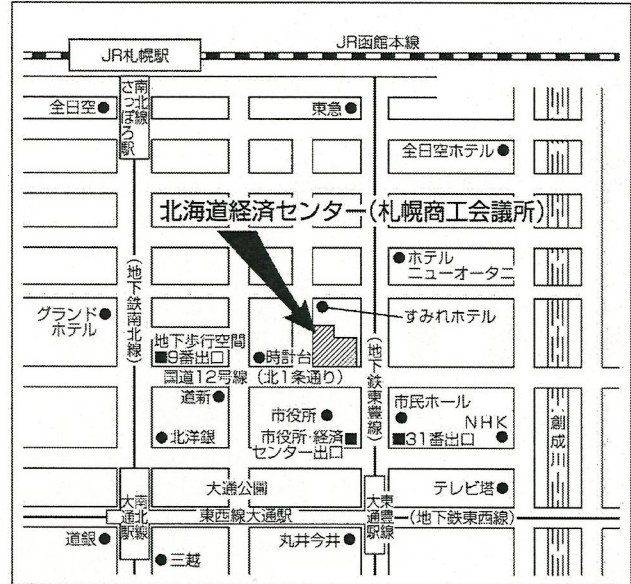 JR函館本線
JR札幌駅
南北線
さっぽろ駅
全日空
東急
全日空ホテル
北海道経済センター(札幌商工会議所)
ホテル
ニューオータニ
(地下鉄南北線)
グランド
ホテル
すみれホテル
地下歩行空間
9番出口
時計台
国道12号線(北1条通り)
(地下鉄東豊線)
道新
北洋銀
市役所
市役所・経済
センター出口
市民ホール
NHK
31番出口
創成川
大通公園
テレビ塔
南北線
大通駅
東西線大通駅
東豊線
大通駅
(地下鉄東西線)
道銀
三越
丸井今井